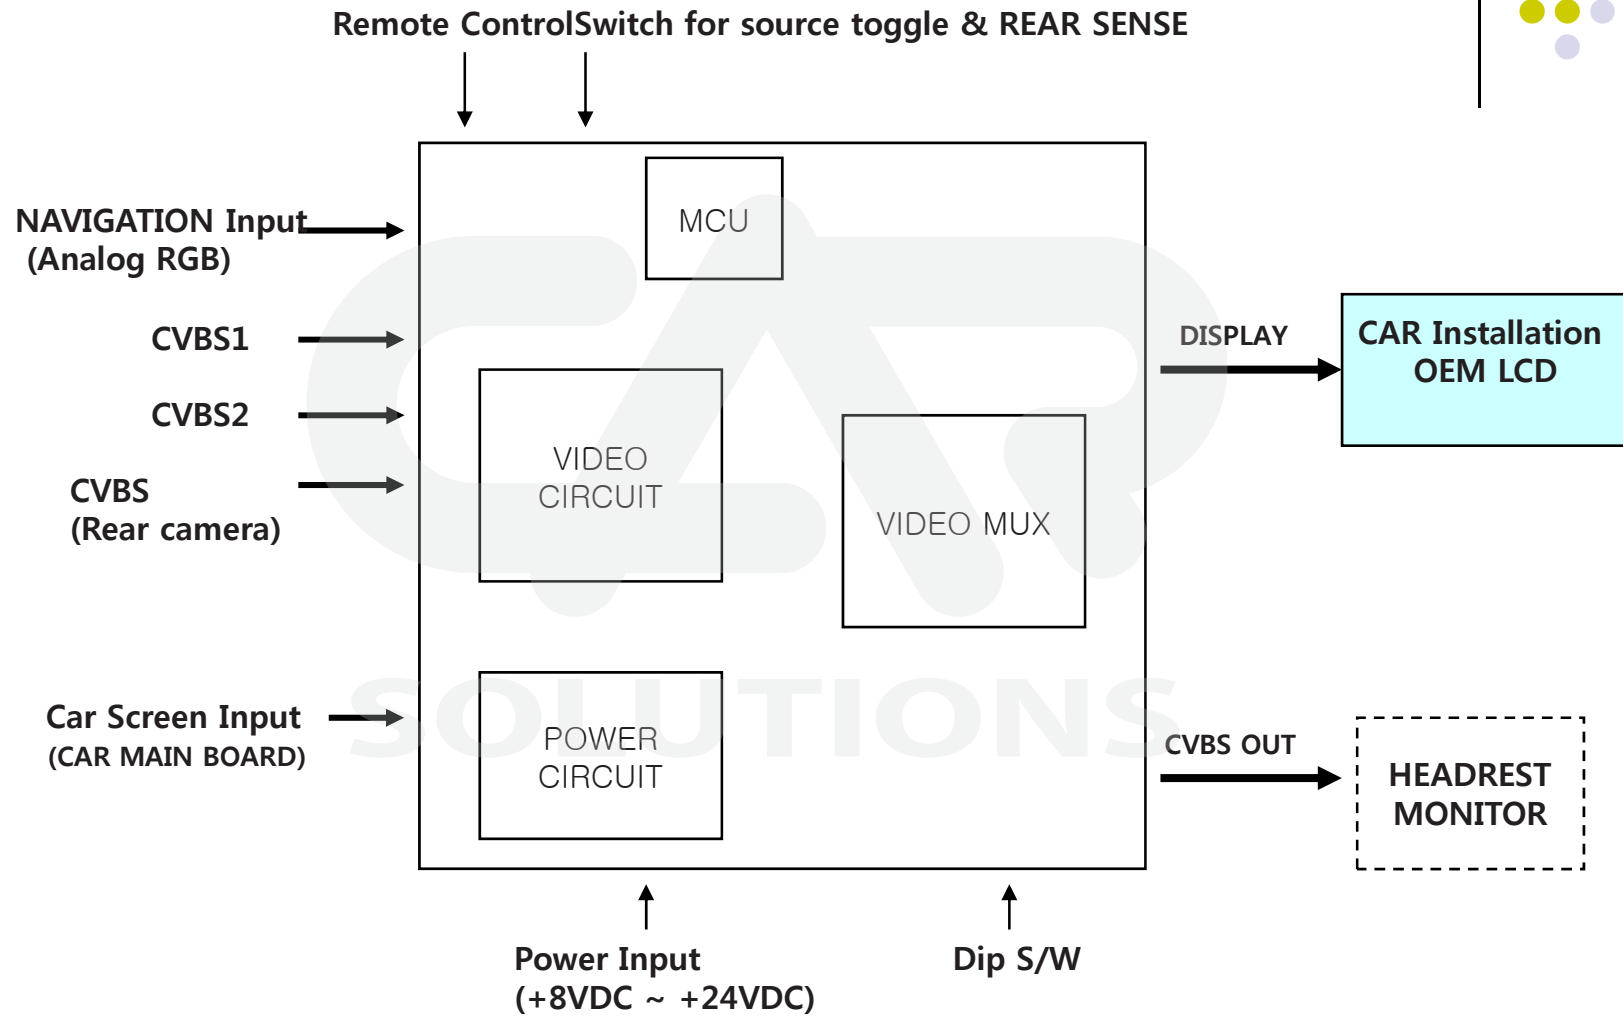 Remote ControlSwitch for source toggle & REAR SENSE
MCU
NAVIGATION Input
(Analog RGB)
CVBS1
CVBS2
CVBS
(Rear camera)
VIDEO
CIRCUIT
VIDEO MUX
DISPLAY
CAR Installation
OEM LCD
Car Screen Input
(CAR MAIN BOARD)
POWER
CIRCUIT
CVBS OUT
HEADREST
MONITOR
Power Input
(+8VDC ~ +24VDC)
Dip S/W
CAR
SOLUTIONS